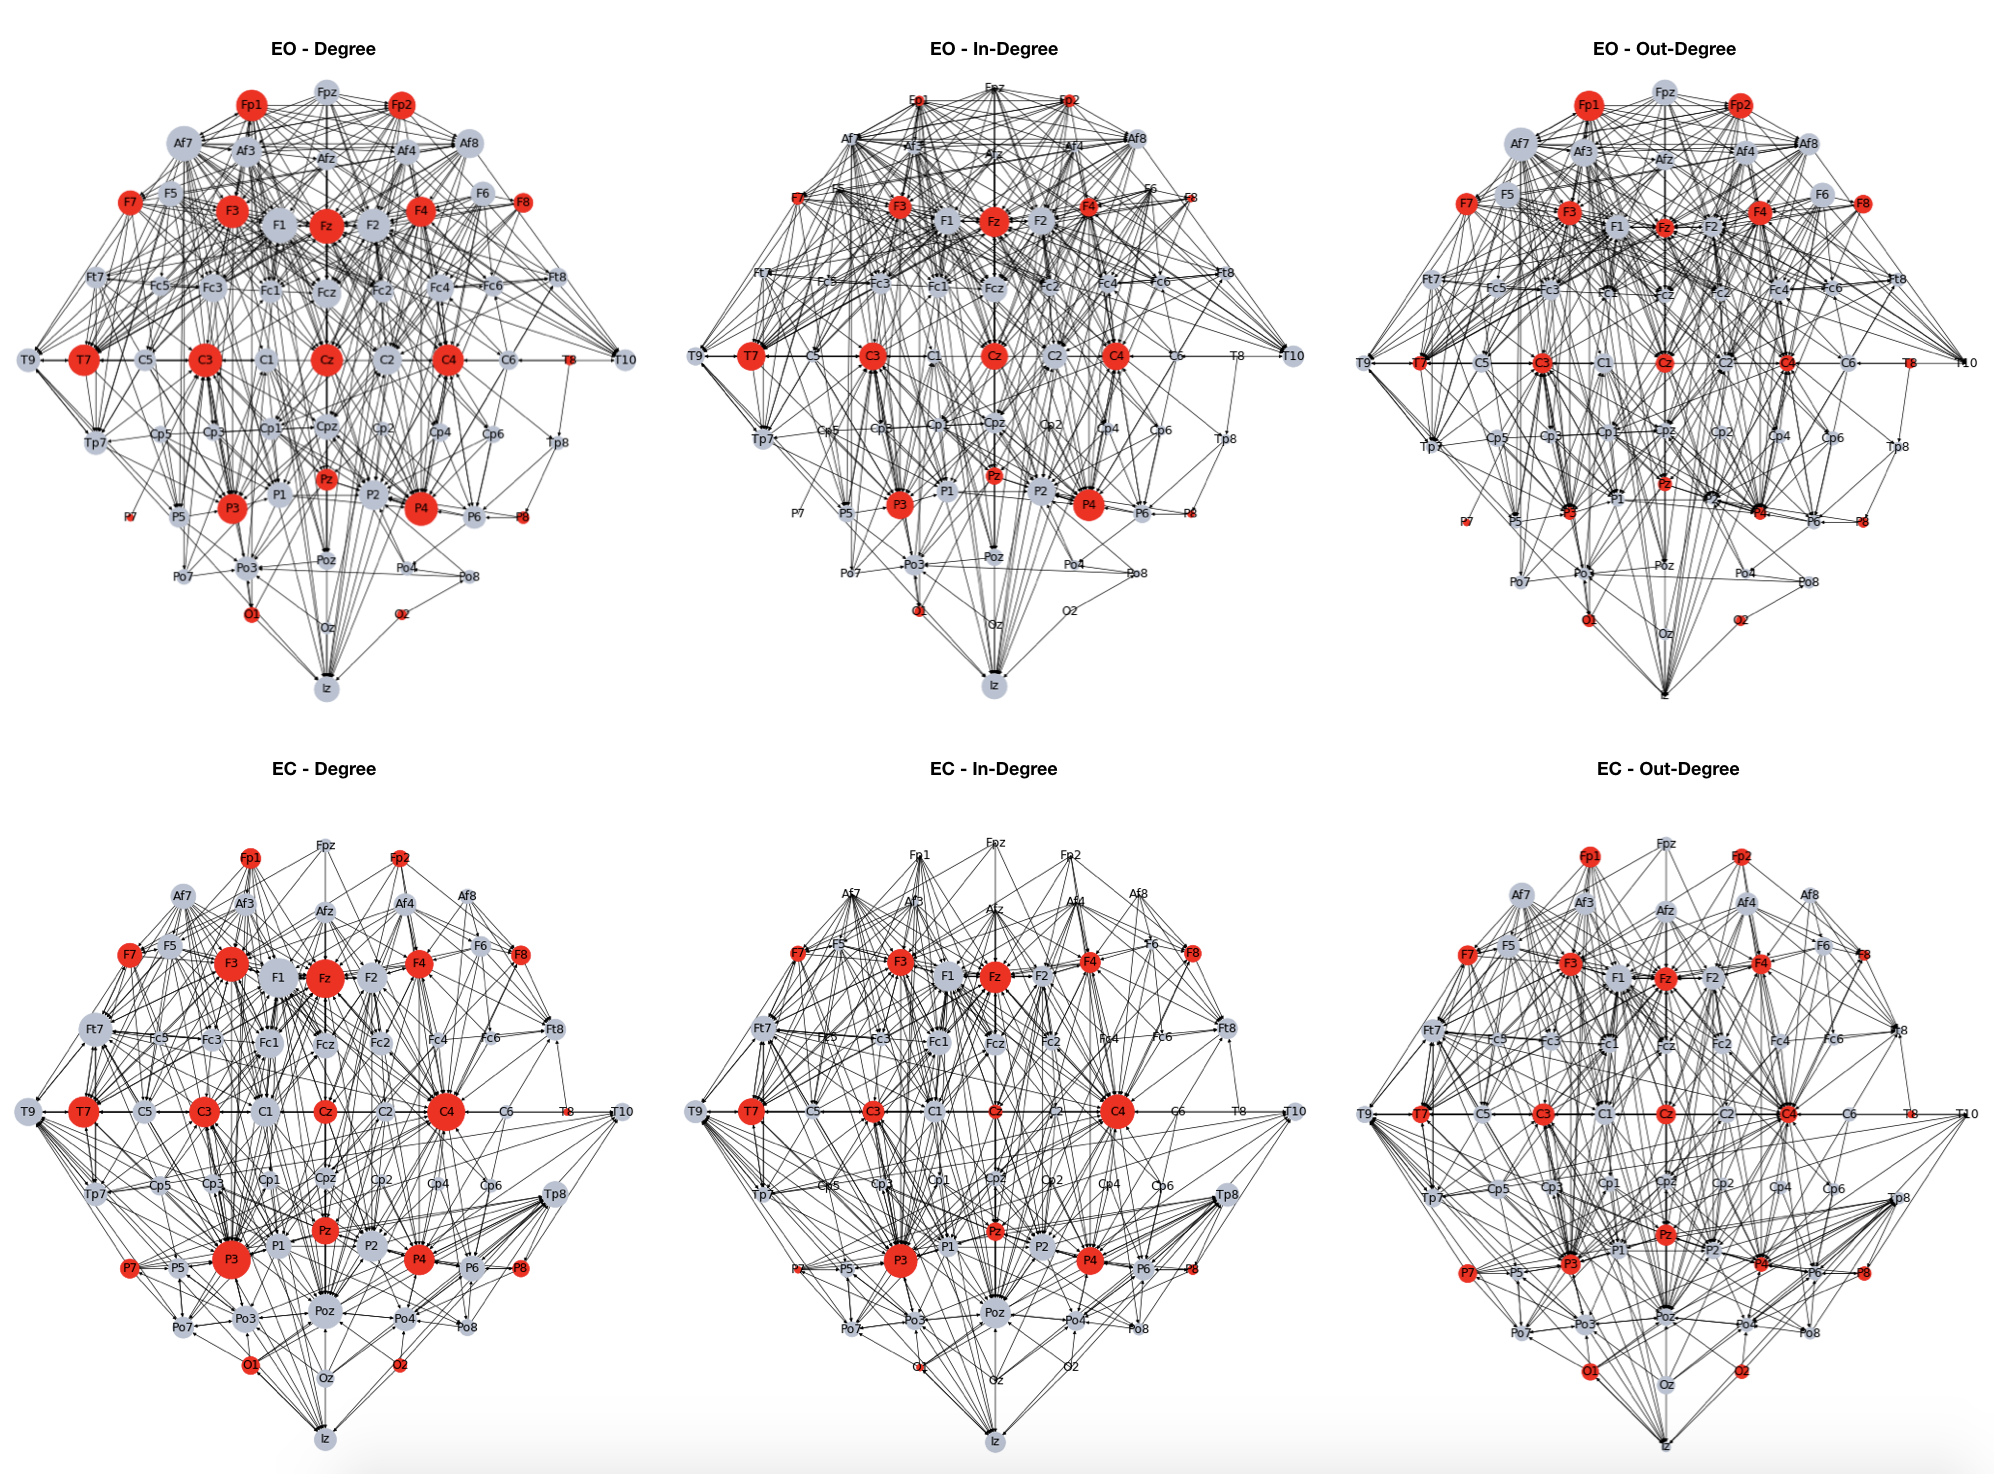 EO - Degree EO - In-Degree EO - Out-Degree
Fpz Fpz Fpz
Fp1 Fp2 Fp1 Fp2 Fp1 Fp2
Af7 Af8 Af7 Af8 Af7 Af8
Af3 Afz Af4 Af3 Afz Af4 Af3 Afz Af4
F5 F6 F5 F6 F5 F6
F7 F3 F4 F8 F7 F3 F4 F8 F7 F3 F4 F8
F1 Fz F2 F1 Fz F2 F1 Fz F2
Ft7 Ft8 Ft7 Ft8 Ft7 Ft8
Fc5 Fc3 Fc1 Fcz Fc2 Fc4 Fc6 Fc5 Fc3 Fc1 Fcz Fc2 Fc4 Fc6 Fc5 Fc3 Fc1 Fcz Fc2 Fc4 Fc6
T9 T7 C5 C3 C1 Cz C2 C4 C6 T8 T10 T9 T7 C5 C3 C1 Cz C2 C4 C6 T8 T10 T9 T7 C5 C3 C1 Cz C2 C4 C6 T8 T10
Tp7 Cp5 Cp3 Cp1 Cpz Cp2 Cp4 Cp6 Tp8 Tp7 Cp5 Cp3 Cp1 Cpz Cp2 Cp4 Cp6 Tp8 Tp7 Cp5 Cp3 Cp1 Cpz Cp2 Cp4 Cp6 Tp8
Pz Pz Pz
P7 P5 P3 P1 P2 P4 P6 P8 P7 P5 P3 P1 P2 P4 P6 P8 P7 P5 P3 P1 P2 P4 P6 P8
Po7 Po3 Poz Po4 Po8 Po7 Po3 Poz Po4 Po8 Po7 Po3 Poz Po4 Po8
O1 Oz O2 O1 Oz O2 O1 Oz O2
Iz Iz
EC - Degree EC - In-Degree EC - Out-Degree
Fpz Fpz Fpz
Fp1 Fp2 Fp1 Fp2 Fp1 Fp2
Af7 Af3 Afz Af4 Af8 Af7 Af3 Afz Af4 Af8 Af7 Af3 Afz Af4 Af8
F7 F5 F3 F4 F6 F8 F7 F5 F3 F4 F6 F8 F7 F5 F3 F4 F6 F8
F1 Fz F2 F1 Fz F2 F1 Fz F2
Ft7 Fc5 Fc3 Fc1 Fcz Fc2 Fc4 Fc6 Ft8 Ft7 Fc5 Fc3 Fc1 Fcz Fc2 Fc4 Fc6 Ft8 Ft7 Fc5 Fc3 Fc1 Fcz Fc2 Fc4 Fc6 Ft8
T9 T7 C5 C3 C1 Cz C2 C4 C6 T8 T10 T9 T7 C5 C3 C1 Cz C2 C4 C6 T8 T10 T9 T7 C5 C3 C1 Cz C2 C4 C6 T8 T10
Tp7 Cp5 Cp3 Cp1 Cpz Cp2 Cp4 Cp6 Tp8 Tp7 Cp5 Cp3 Cp1 Cpz Cp2 Cp4 Cp6 Tp8 Tp7 Cp5 Cp3 Cp1 Cpz Cp2 Cp4 Cp6 Tp8
Pz Pz Pz
P7 P5 P3 P1 P2 P4 P6 P8 P7 P5 P3 P1 P2 P4 P6 P8 P7 P5 P3 P1 P2 P4 P6 P8
Po7 Po3 Poz Po4 Po8 Po7 Po3 Poz Po4 Po8 Po7 Po3 Poz Po4 Po8
O1 Oz O2 O1 Oz O2 O1 Oz O2
Iz Iz Iz